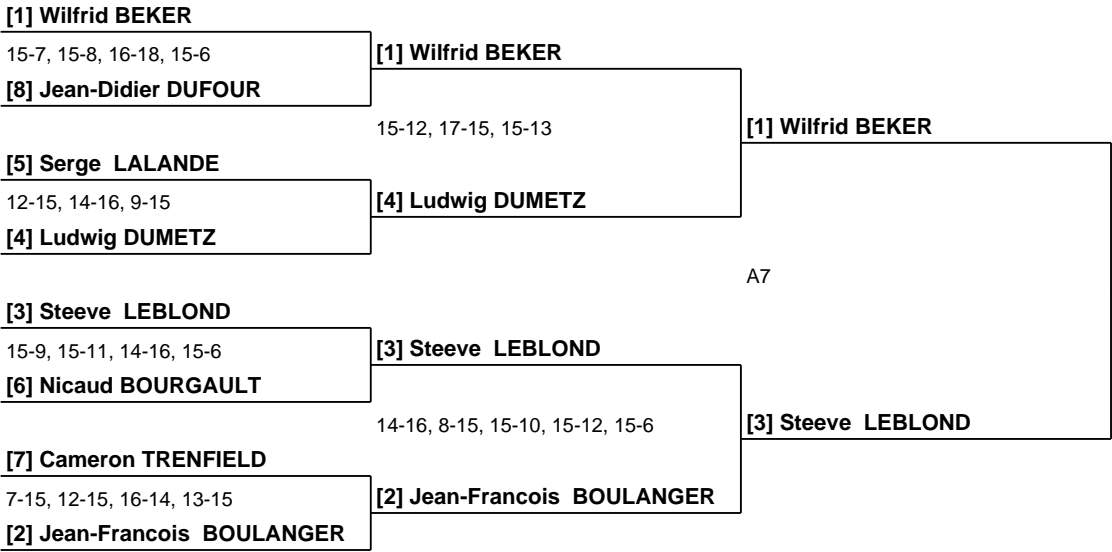 [1] Wilfrid BEKER
15-7, 15-8, 16-18, 15-6
[8] Jean-Didier DUFOUR
[5] Serge  LALANDE
12-15, 14-16, 9-15
[4] Ludwig DUMETZ
[3] Steeve  LEBLOND
15-9, 15-11, 14-16, 15-6
[6] Nicaud BOURGAULT
[7] Cameron TRENFIELD
7-15, 12-15, 16-14, 13-15
[2] Jean-Francois  BOULANGER
[1] Wilfrid BEKER
15-12, 17-15, 15-13
[4] Ludwig DUMETZ
[3] Steeve  LEBLOND
14-16, 8-15, 15-10, 15-12, 15-6
[2] Jean-Francois  BOULANGER
[1] Wilfrid BEKER
A7
[3] Steeve  LEBLOND